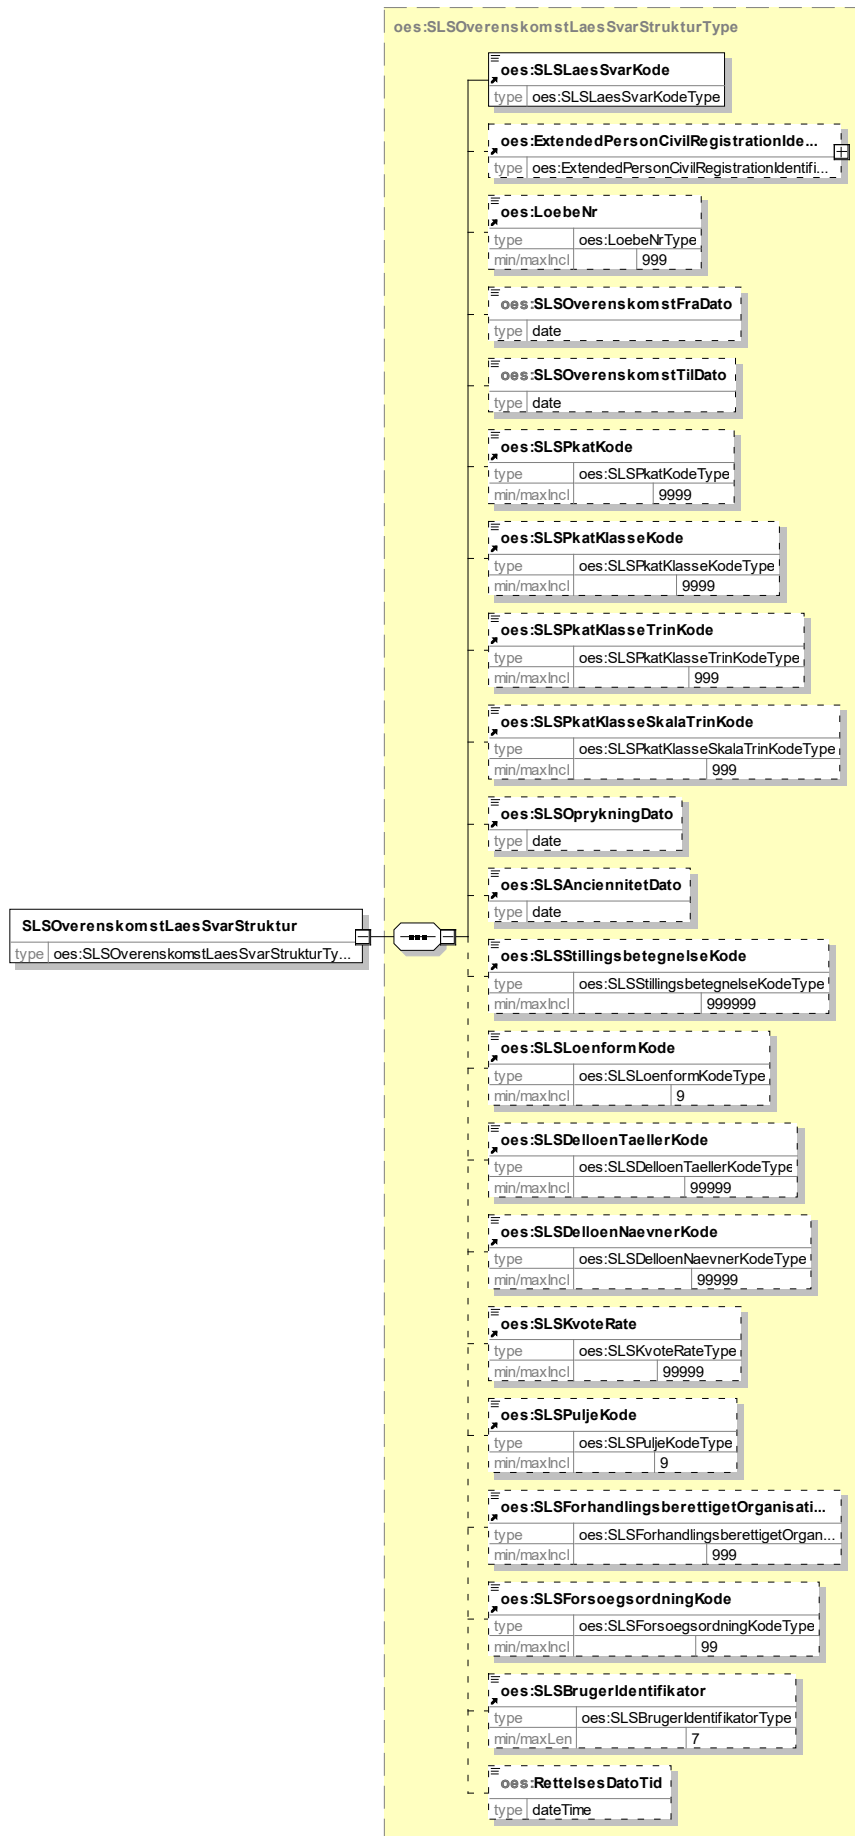 oes:SLSOverenskomstLaesSvarStrukturType
oes:SLSLaesSvarKode
type oes:SLSLaesSvarKodeType
oes:ExtendedPersonCivilRegistrationIde...
type oes:ExtendedPersonCivilRegistrationIdentifi...
oes:LoebeNr
type oes:LoebeNrType
min/maxIncl 999
oes:SLSOverenskomstFraDato
type date
oes:SLSOverenskomstTilDato
type date
oes:SLSPkatKode
type oes:SLSPkatKodeType
min/maxIncl 9999
oes:SLSPkatKlasseKode
type oes:SLSPkatKlasseKodeType
min/maxIncl 9999
oes:SLSPkatKlasseTrinKode
type oes:SLSPkatKlasseTrinKodeType
min/maxIncl 999
oes:SLSPkatKlasseSkalaTrinKode
type oes:SLSPkatKlasseSkalaTrinKodeType
min/maxIncl 999
oes:SLSOprykningDato
type date
oes:SLSAnciennitetDato
type date
SLSOverenskomstLaesSvarStruktur
type oes:SLSOverenskomstLaesSvarStrukturTy...
oes:SLSStillingsbetegnelseKode
type oes:SLSStillingsbetegnelseKodeType
min/maxIncl 999999
oes:SLSLoenformKode
type oes:SLSLoenformKodeType
min/maxIncl 9
oes:SLSDelloenTaellerKode
type oes:SLSDelloenTaellerKodeType
min/maxIncl 99999
oes:SLSDelloenNaevnerKode
type oes:SLSDelloenNaevnerKodeType
min/maxIncl 99999
oes:SLSKvoteRate
type oes:SLSKvoteRateType
min/maxIncl 99999
oes:SLSPuljeKode
type oes:SLSPuljeKodeType
min/maxIncl 9
oes:SLSForhandlingsberettigetOrganisati...
type oes:SLSForhandlingsberettigetOrgan...
min/maxIncl 999
oes:SLSForsoegsordningKode
type oes:SLSForsoegsordningKodeType
min/maxIncl 99
oes:SLSBrugerIdentifikator
type oes:SLSBrugerIdentifikatorType
min/maxLen 7
oes:RettelsesDatoTid
type dateTime